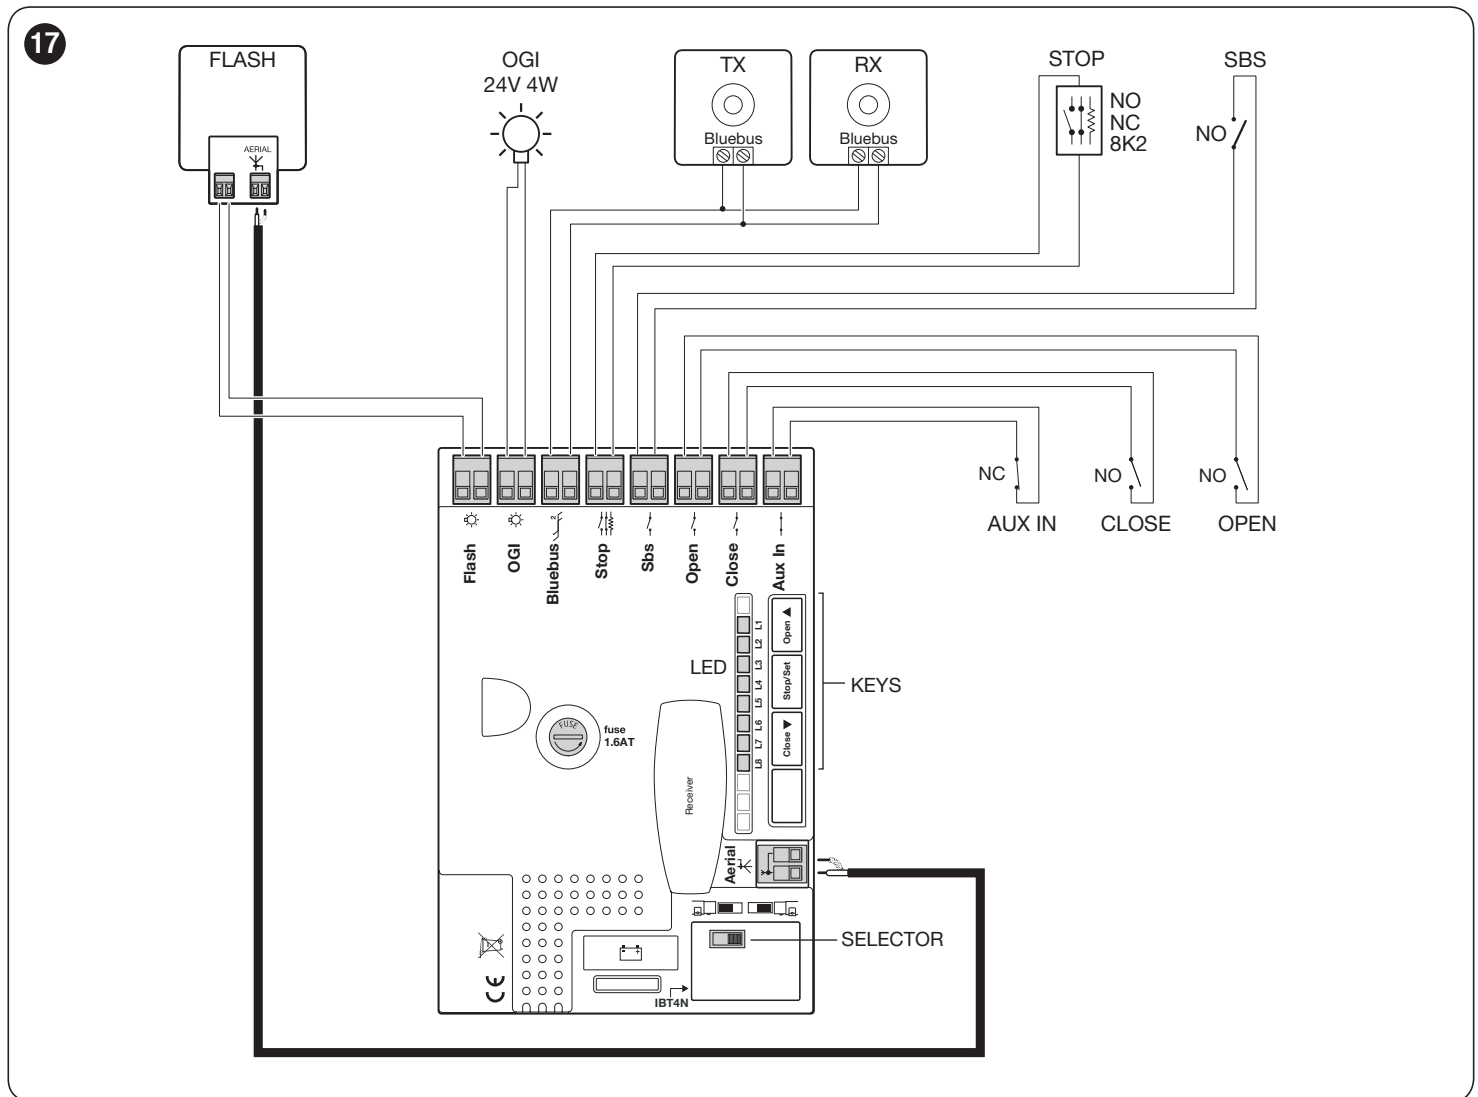 17
FLASH
AERIAL
OGI
24V 4W
TX
Bluebus
RX
Bluebus
STOP
NO
NC
8K2
SBS
NO
NC
AUX IN
NO
CLOSE
NO
OPEN
Flash
OGI
Bluebus
2
Stop
Sbs
Open
Close
Aux In
LED
L1
L2
L3
L4
L5
L6
L7
L8
Open ▲
Stop/Set
Close ▼
KEYS
FUSE
fuse
1.6AT
Receiver
Aerial
SELECTOR
IBT4N
CE